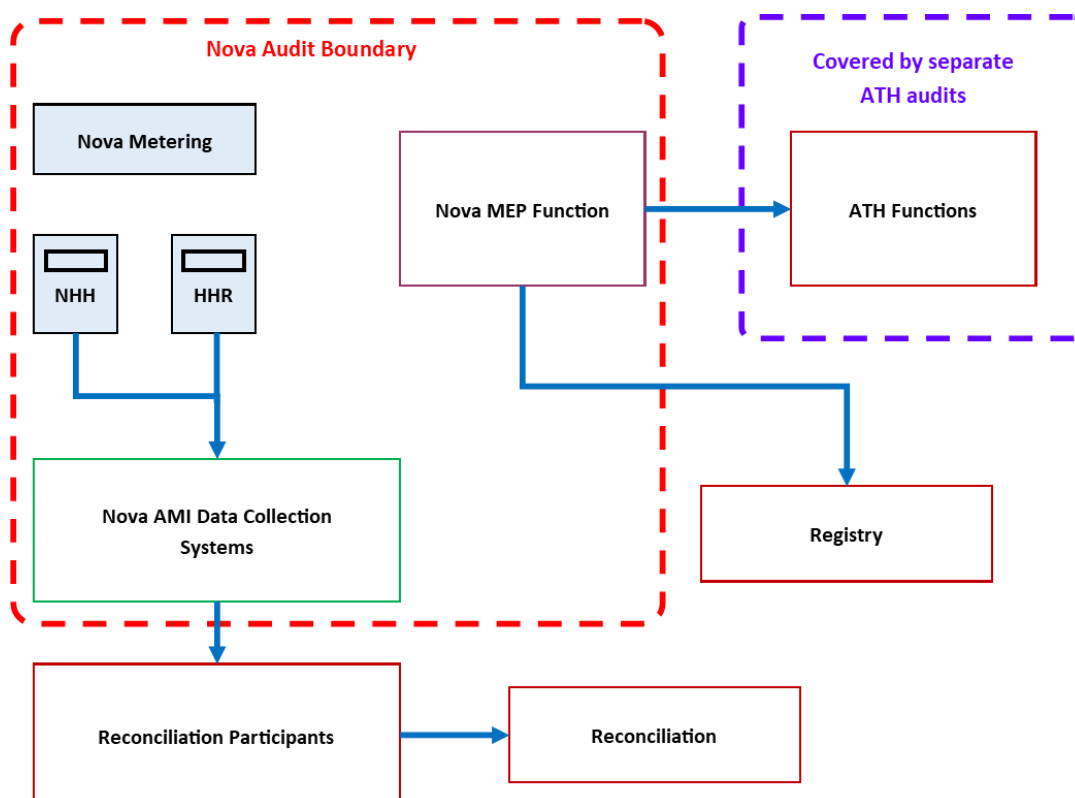 Nova Audit Boundary
Covered by separate
ATH audits
Nova Metering
Nova MEP Function
ATH Functions
NHH
HHR
Nova AMI Data Collection
Systems
Registry
Reconciliation Participants
Reconciliation